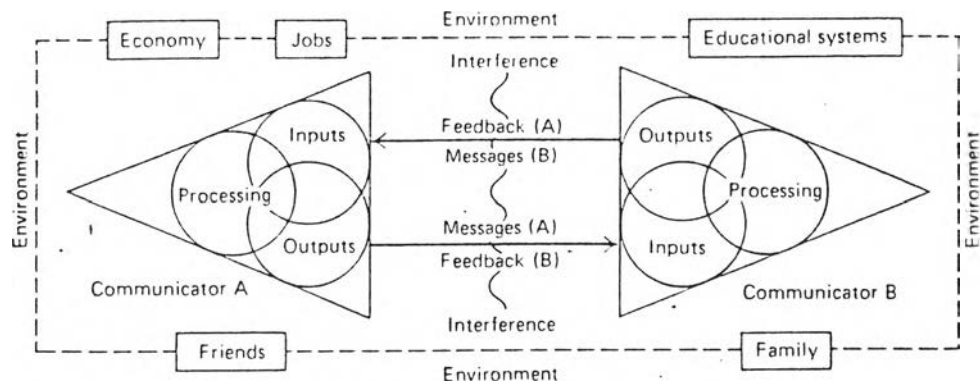 Environment
Economy
Jobs
Educational systems
Interference
Inputs
Feedback (A)
Outputs
Messages (B)
Environment
Processing
Processing
Environment
Messages (A)
Outputs
Inputs
Feedback (B)
Communicator A
Communicator B
Interference
Friends
Family
Environment